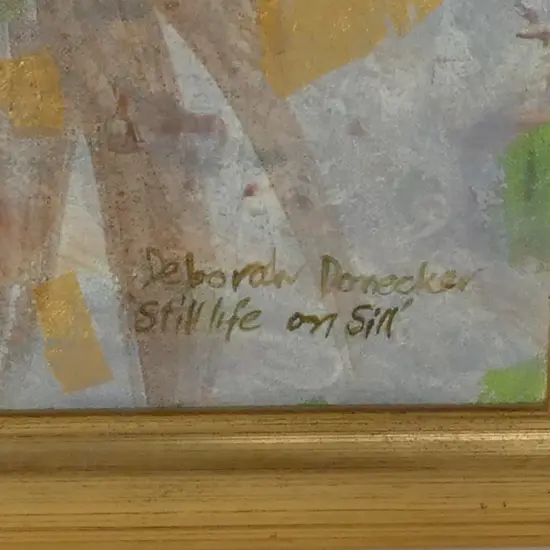 Deborah Donecker
"Still life on Sill"